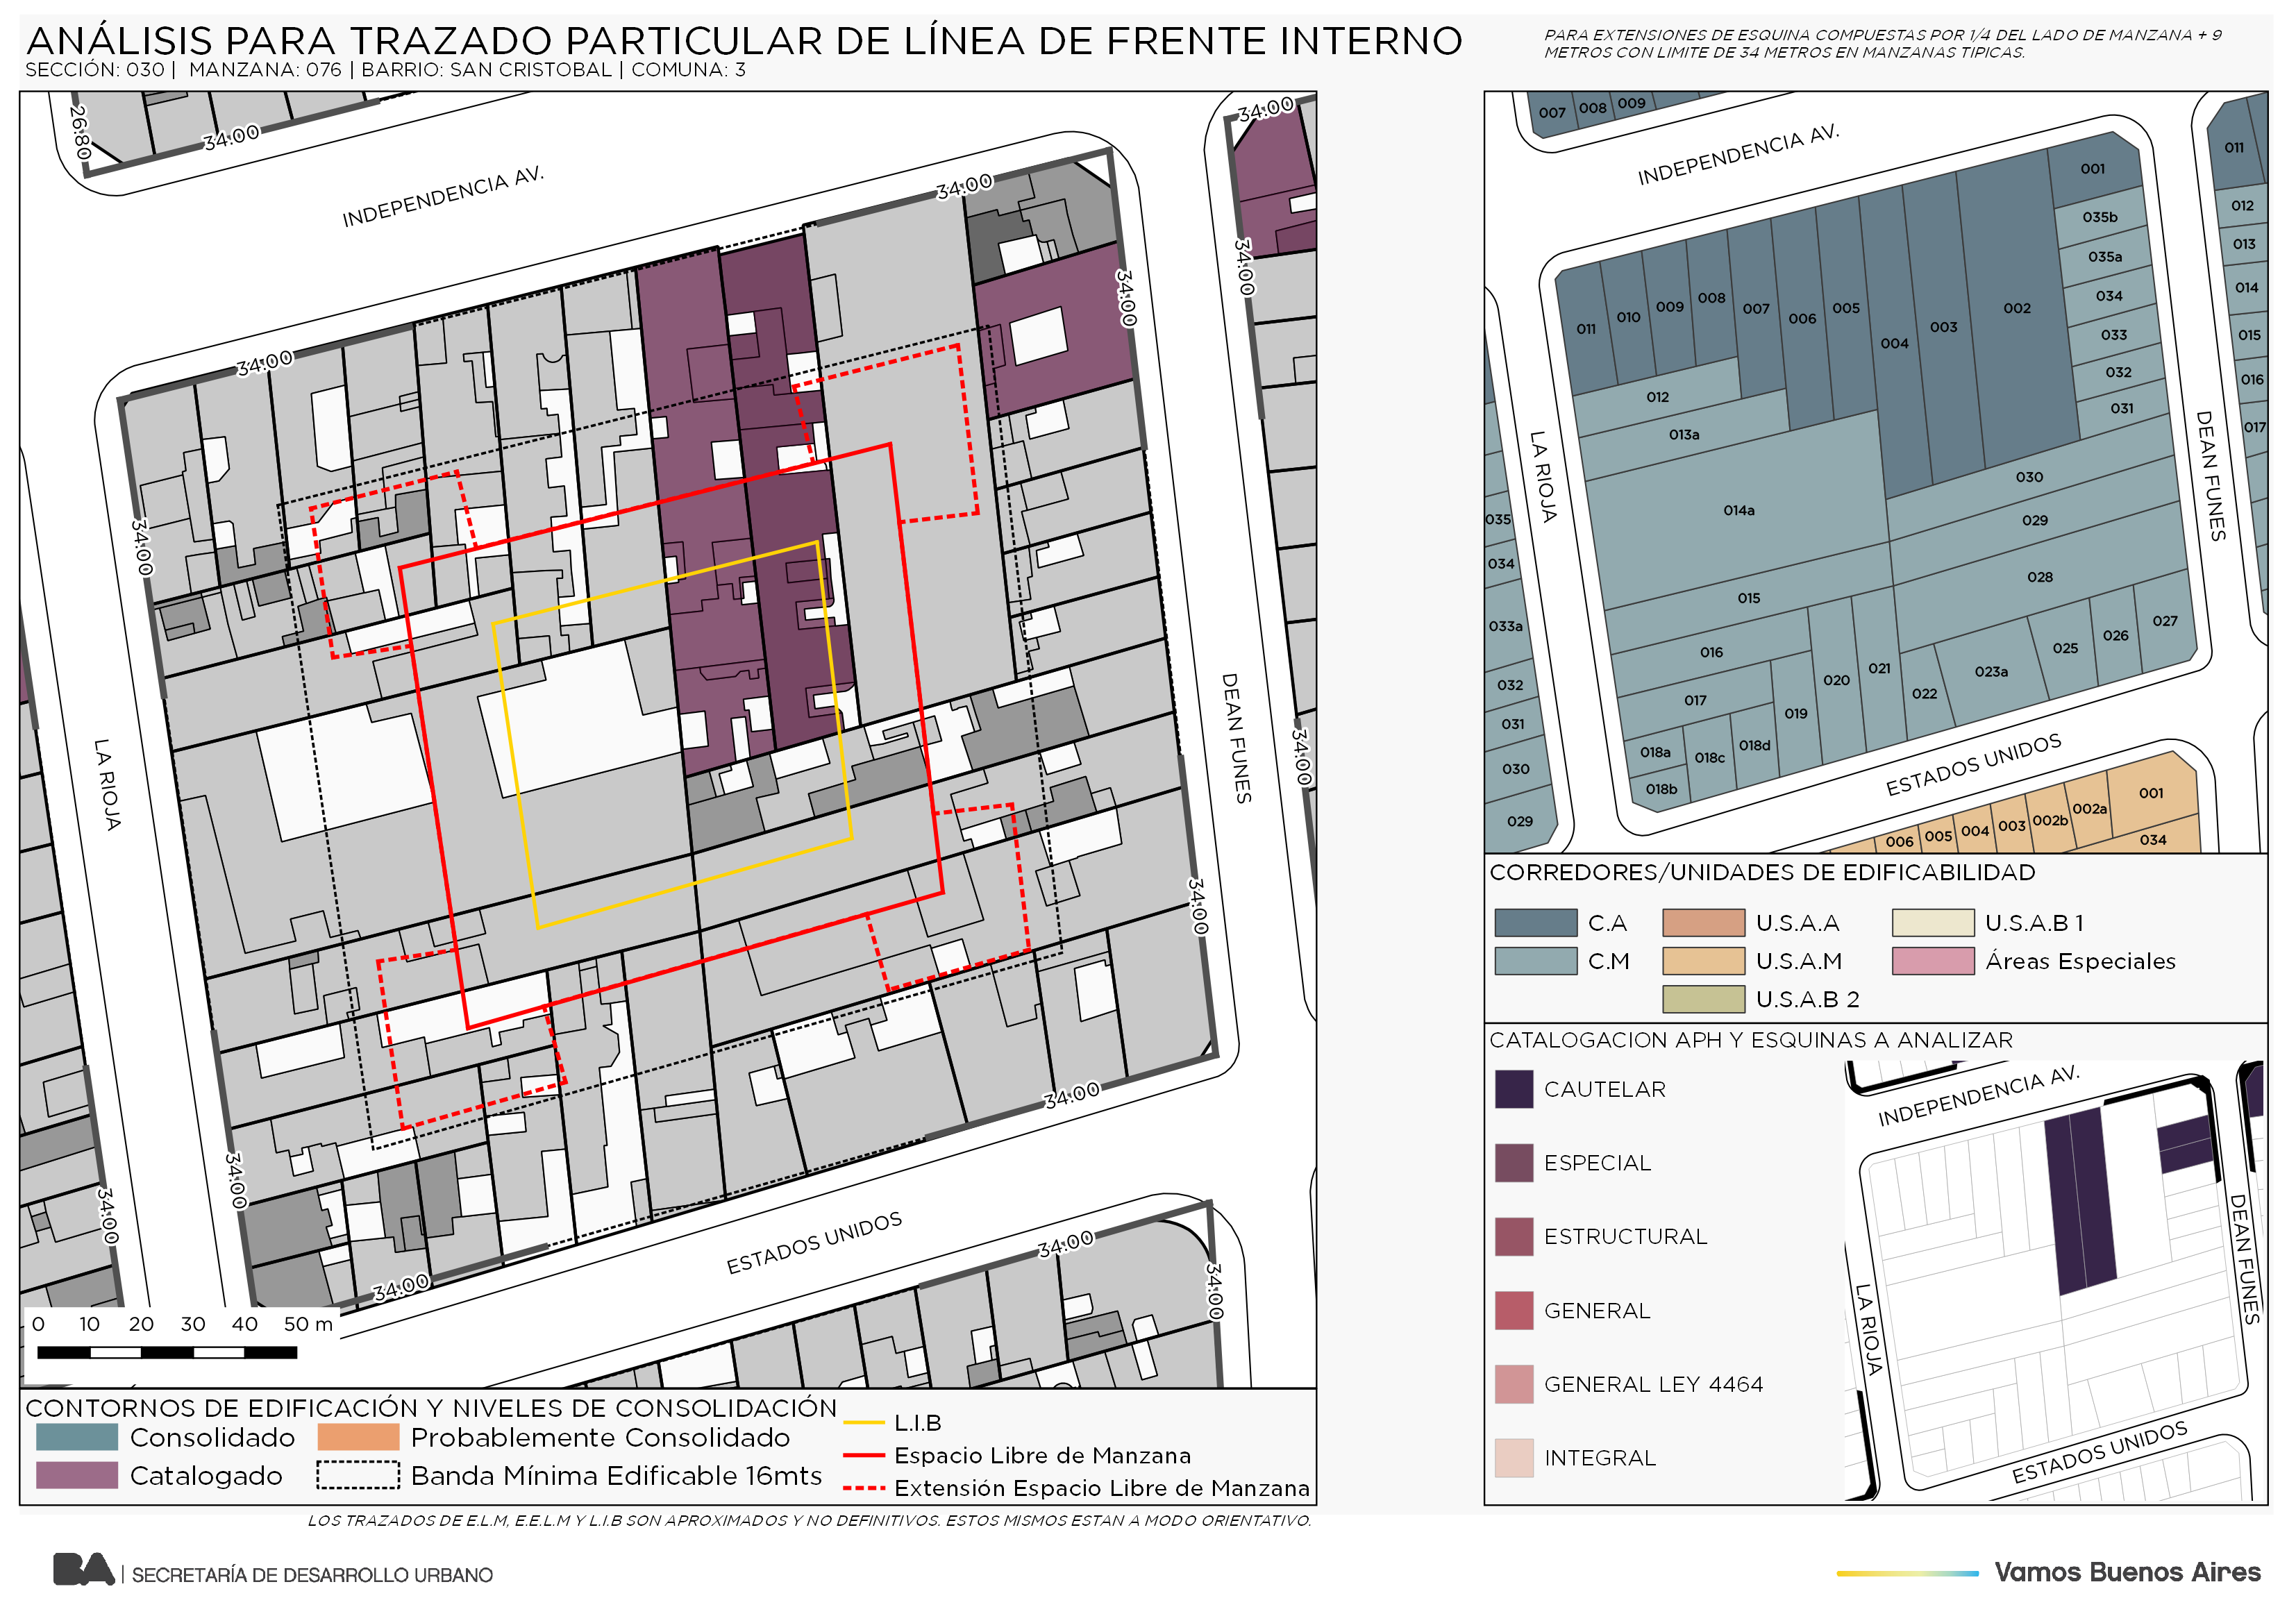 ANÁLISIS PARA TRAZADO PARTICULAR DE LÍNEA DE FRENTE INTERNO
SECCIÓN: 030 | MANZANA: 076 | BARRIO: SAN CRISTOBAL | COMUNA: 3
PARA EXTENSIONES DE ESQUINA COMPUESTAS POR 1/4 DEL LADO DE MANZANA + 9
METROS CON LIMITE DE 34 METROS EN MANZANAS TIPICAS.
26.80
34.00
34.00
INDEPENDENCIA AV.
34.00
34.00
34.00
34.00
34.00
LA RIOJA
DEAN FUNES
34.00
34.00
34.00
34.00
34.00
34.00
ESTADOS UNIDOS
34.00
34.00
0 10 20 30 40 50 m
CONTORNOS DE EDIFICACIÓN Y NIVELES DE CONSOLIDACIÓN
Consolidado
Probablemente Consolidado
Catalogado
Banda Mínima Edificable 16mts
L.I.B
Espacio Libre de Manzana
Extensión Espacio Libre de Manzana
LOS TRAZADOS DE E.L.M, E.E.L.M Y L.I.B SON APROXIMADOS Y NO DEFINITIVOS. ESTOS MISMOS ESTAN A MODO ORIENTATIVO.
007 008 009
INDEPENDENCIA AV.
011
001
012
035b
013
035a
014
034
011 010 009 008 007 006 005 004 003 002
033
015
032
016
031
017
012
013a
LA RIOJA
DEAN FUNES
014a
030
029
028
015
016
017
018a
018b
018c
018d
019
020
021
022
023a
025
026
027
035
034
033a
032
031
030
029
ESTADOS UNIDOS
006 005 004 003 002b 002a 001
034
CORREDORES/UNIDADES DE EDIFICABILIDAD
C.A
U.S.A.A
U.S.A.B 1
C.M
U.S.A.M
Áreas Especiales
U.S.A.B 2
CATALOGACION APH Y ESQUINAS A ANALIZAR
CAUTELAR
ESPECIAL
ESTRUCTURAL
GENERAL
GENERAL LEY 4464
INTEGRAL
INDEPENDENCIA AV.
LA RIOJA
DEAN FUNES
ESTADOS UNIDOS
BA | SECRETARÍA DE DESARROLLO URBANO
Vamos Buenos Aires